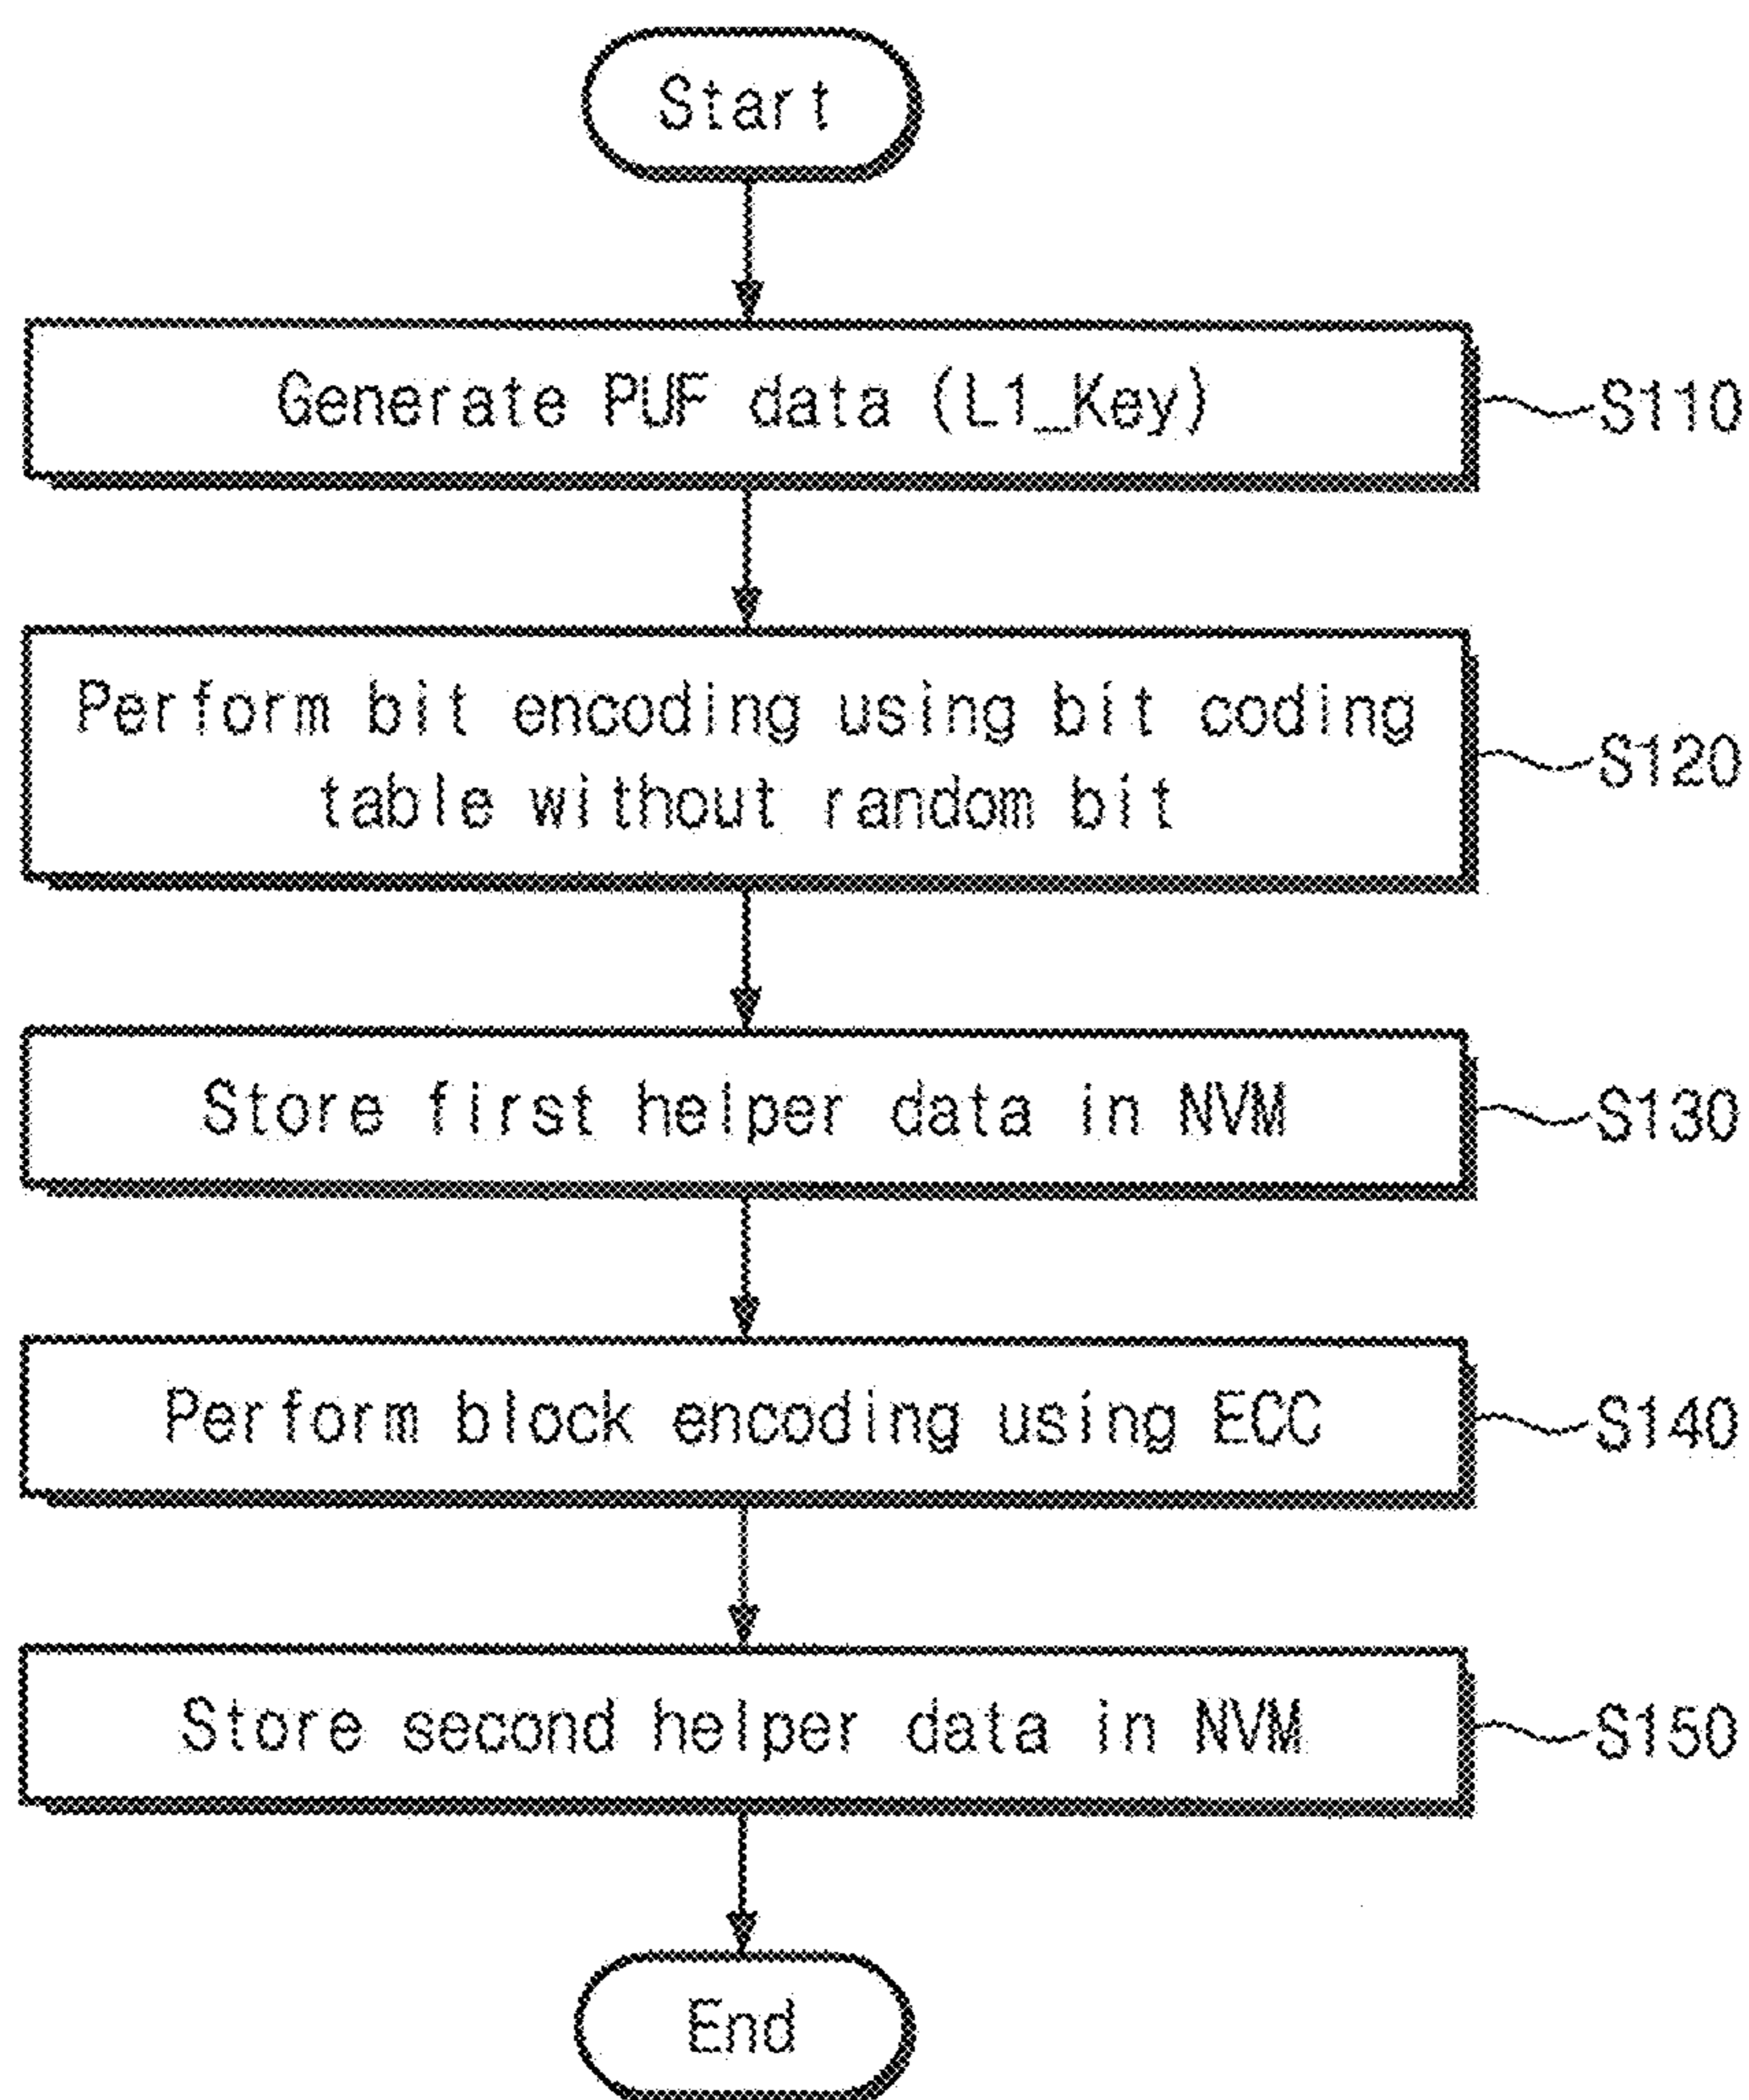 Start
Generate PUF data (L1_Key)
S110
Perform bit encoding using bit coding
table without random bit
S120
Store first helper data in NVM
S130
Perform block encoding using ECC
S140
Store second helper data in NVM
S150
End